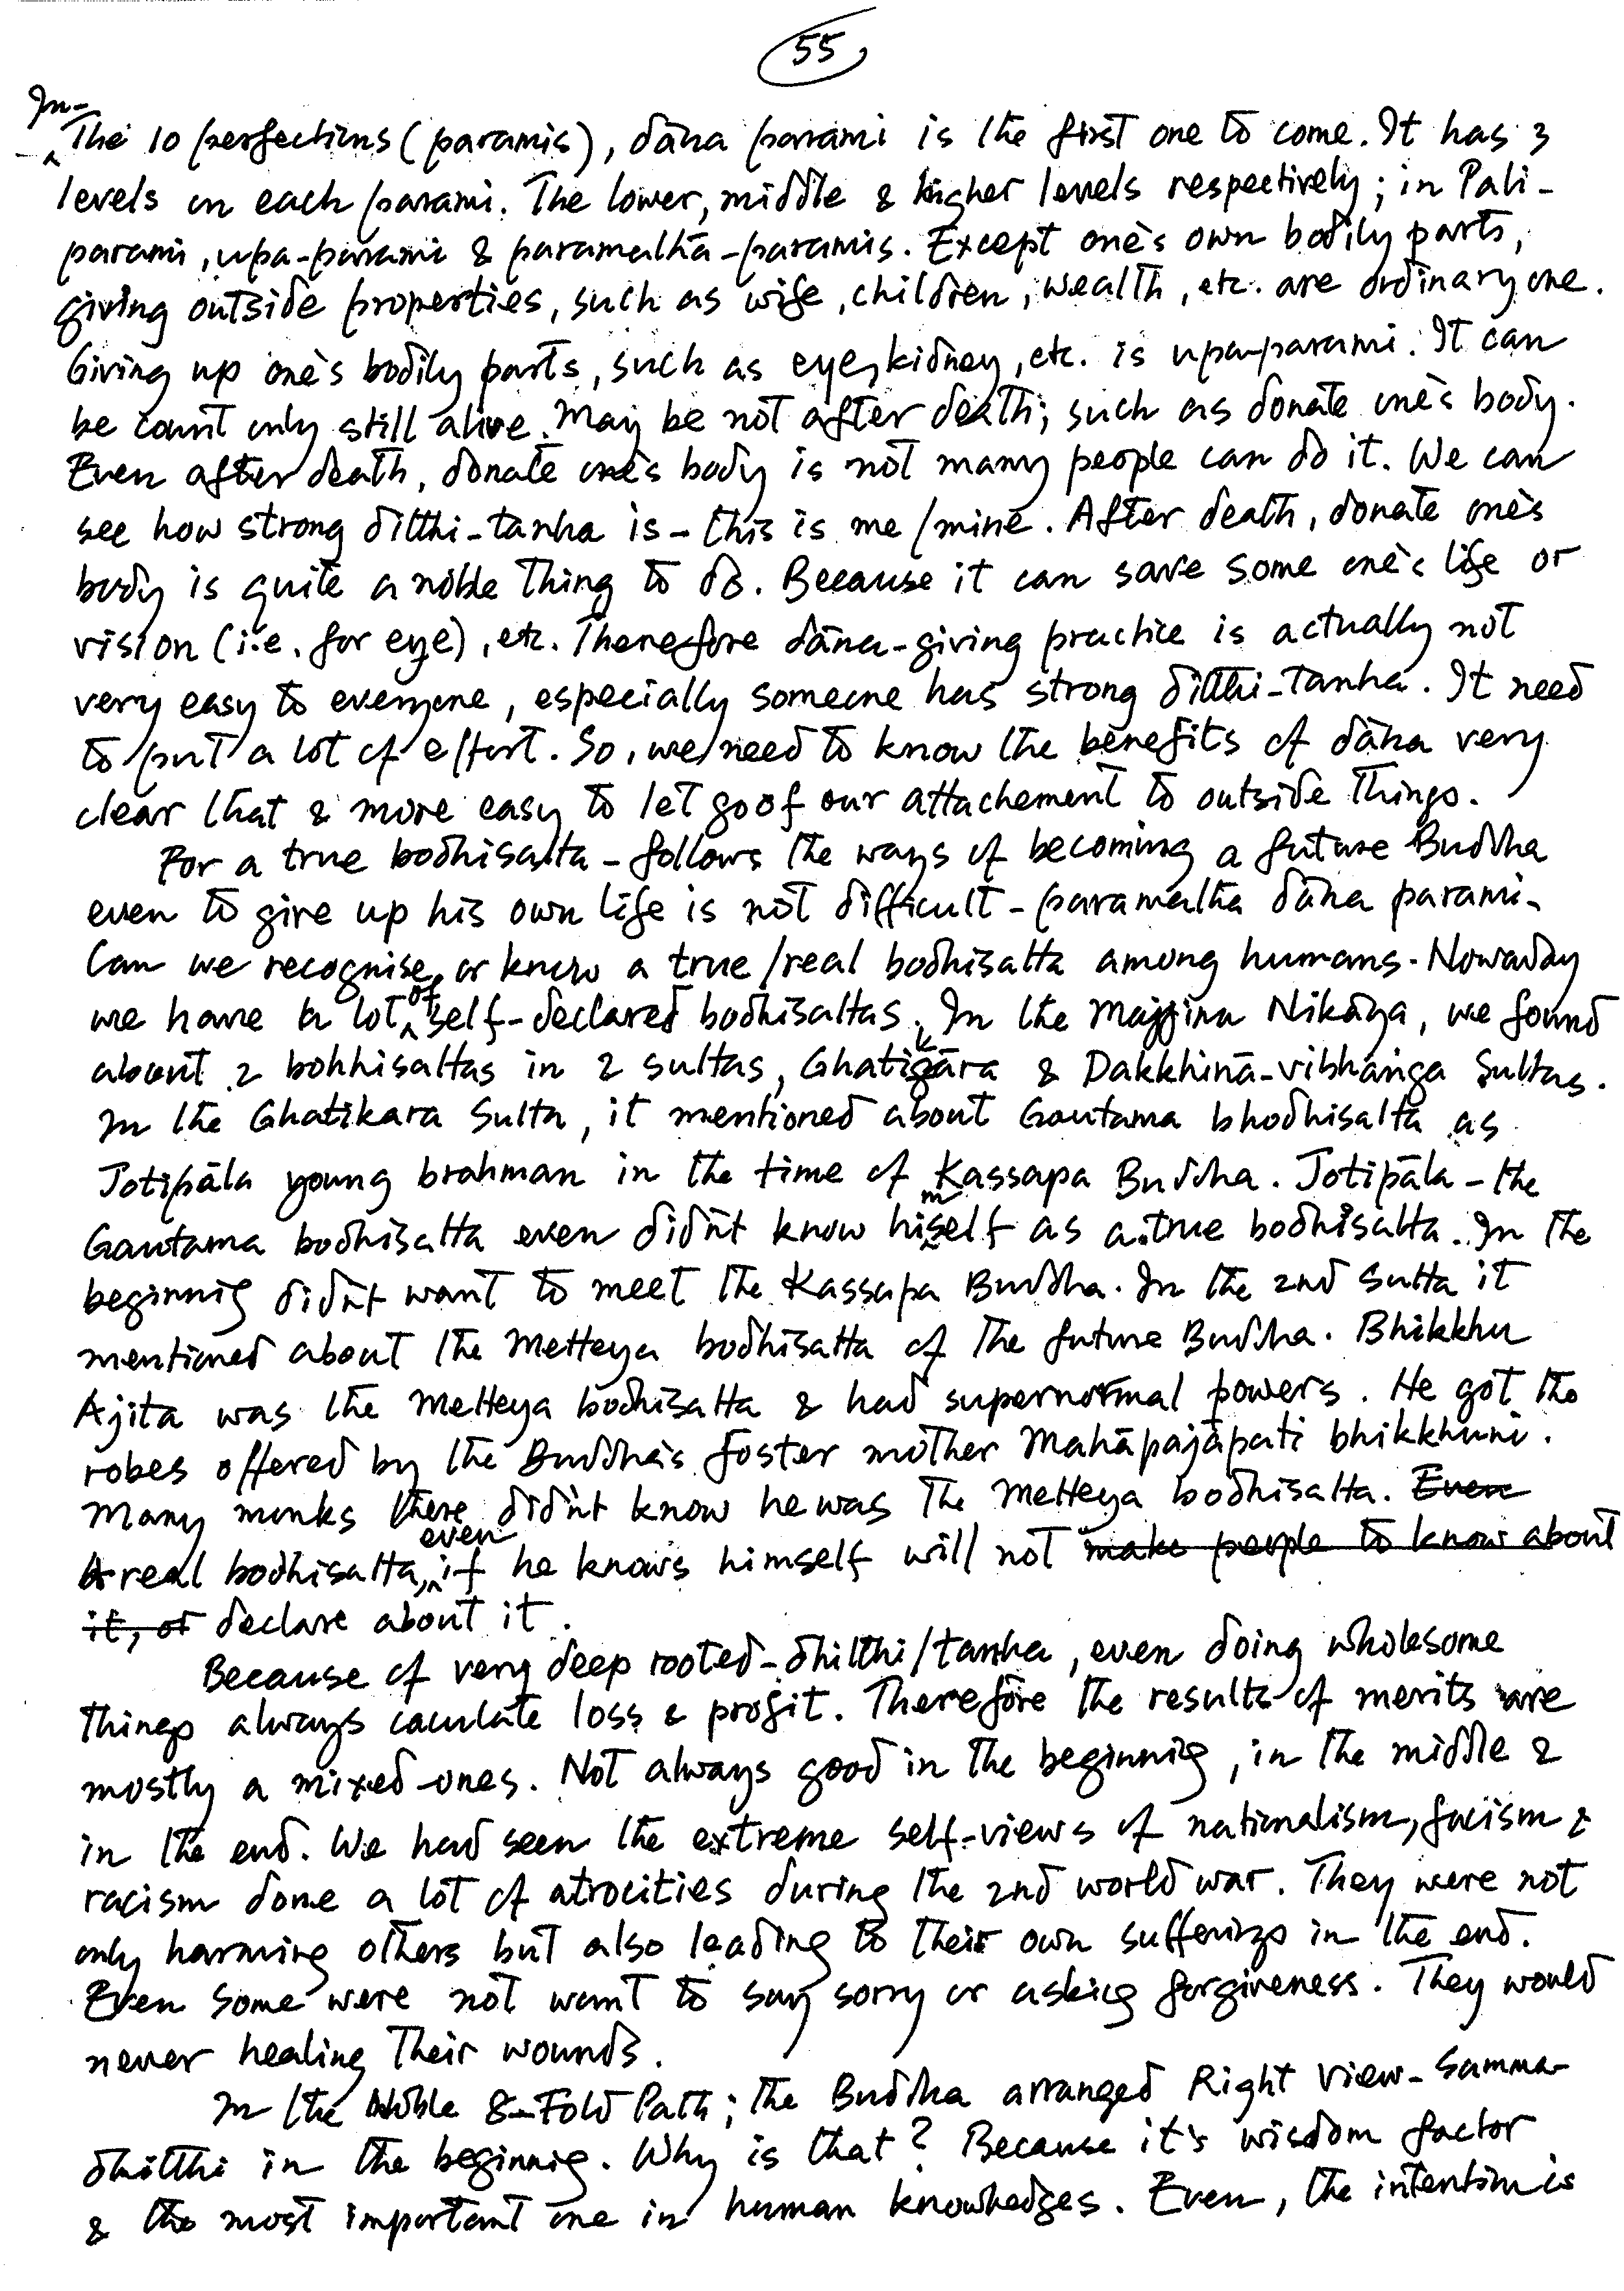 55
In
The 10 perfections (paramis), dāna parami is the first one to come. It has 3
levels on each parami. The lower, middle & higher levels respectively; in Pali -
parami, upa-parami & paramatthā-paramis. Except one's own bodily parts,
giving outside properties, such as wife, children, wealth, etc. are ordinary one.
Giving up one's bodily parts, such as eye, kidney, etc. is upa-parami. It can
be count only still alive. May be not after death; such as donate one's body.
Even after death, donate one's body is not many people can do it. We can
see how strong ditthi-tanha is - this is me/mine. After death, donate one's
body is quite a noble thing to do. Because it can save some one's life or
vision (i.e. for eye), etc. Therefore dāna-giving practice is actually not
very easy to everyone, especially someone has strong ditthi-tanha. It need
to put a lot of effort. So, we need to know the benefits of dāna very
clear that & more easy to let go of our attachement to outside things.
For a true bodhisatta - follows the ways of becoming a future Buddha
even to give up his own life is not difficult - paramattha dāna parami.
Can we recognise or know a true/real bodhisatta among humans. Nowaday
we have a lot of self-declared bodhisattas. In the Majjina Nikāya, we found
about 2 bohhisattas in 2 suttas, Ghatikāra & Dakkhinā-vibhanga Suttas.
In the Ghatikara Sutta, it mentioned about Gautama bhodhisatta as
Jotipāla young brahman in the time of Kassapa Buddha. Jotipāla - the
Gautama bodhisatta even didn't know himself as a true bodhisatta. In the
beginnig didn't want to meet the Kassapa Buddha. In the 2nd sutta it
mentioned about the Metteya bodhisatta of the future Buddha. Bhikkhu
Ajita was the Metteya bodhisatta & had supernormal powers. He got the
robes offered by the Buddha's foster mother Mahāpajāpati bhikkhuni.
Many monks there didn't know he was the Metteya bodhisatta. Even
A real bodhisatta, even if he knows himself will not make people to know about
it, or declare about it.
Because of very deep rooted - dhitthi/tanha, even doing wholesome
things always caculate loss & profit. Therefore the results of merits are
mostly a mixed-ones. Not always good in the beginnig, in the middle &
in the end. We had seen the extreme self-views of nationalism, facism &
racism dome a lot of atrocities during the 2nd world war. They were not
only harming others but also leading to their own sufferings in the end.
Even some were not want to say sorry or askieg forgiveness. They would
never healing their wounds.
In the Noble 8-Fold Path; the Buddha arranged Right View - Samma-
dhitthi in the beginnig. Why is that? Because it's wisdom factor
& the most important one in human knowledges. Even, the intention is